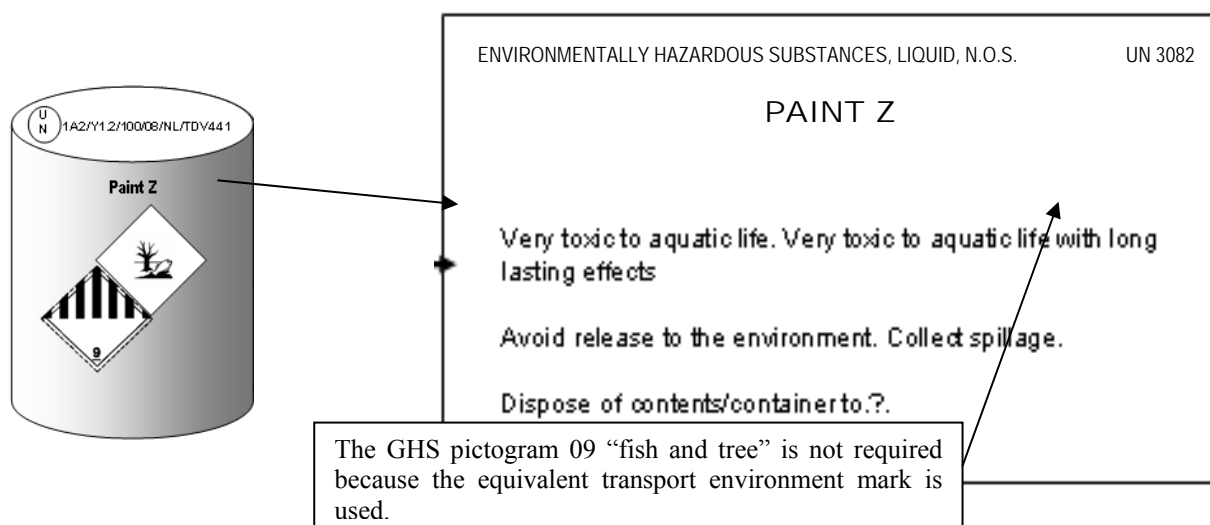 UN
1A2/Y1.2/100/08/NL/TDV441
Paint Z
9
ENVIRONMENTALLY HAZARDOUS SUBSTANCES, LIQUID, N.O.S. UN 3082
PAINT Z
Very toxic to aquatic life. Very toxic to aquatic life with long
lasting effects
Avoid release to the environment. Collect spillage.
Dispose of contents/container to.?.
The GHS pictogram 09 “fish and tree” is not required
because the equivalent transport environment mark is
used.